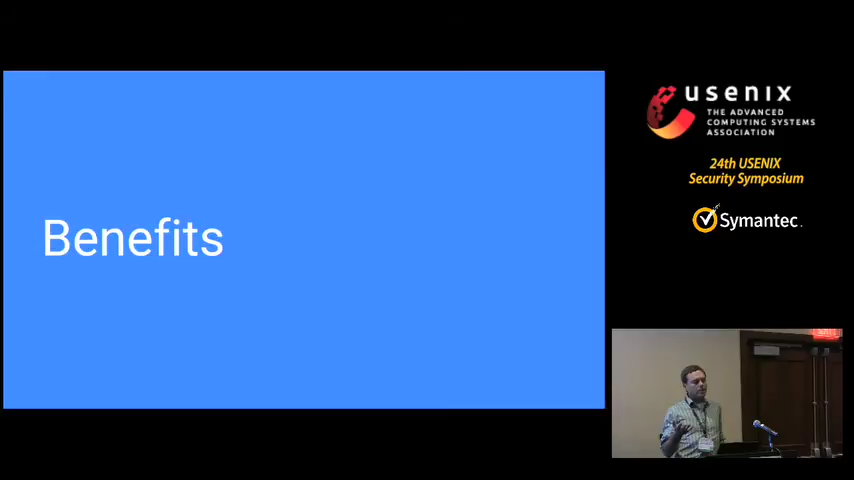 Benefits
usenix
THE ADVANCED
COMPUTING SYSTEMS
ASSOCIATION
24th USENIX
Security Symposium
Symantec.